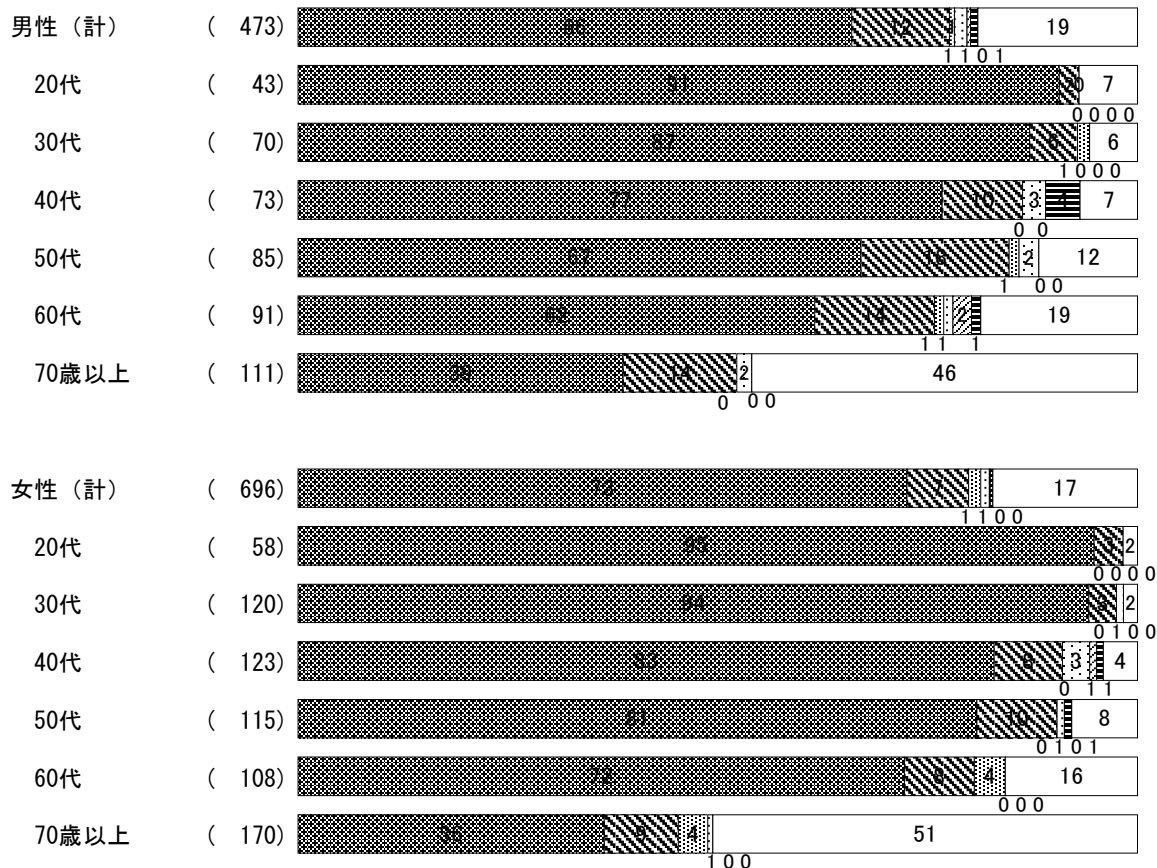 男性（計） ( 473) 66 12 19
1 1 0 1
20代 ( 43) 91 7
0 0 0 0
30代 ( 70) 87 6 6
1 0 0 0
40代 ( 73) 77 10 3 4 7
0 0
50代 ( 85) 67 18 2 12
1 0 0
60代 ( 91) 62 14 2 19
1 1 1
70歳以上 ( 111) 39 14 2 46
0 0 0
女性（計） ( 696) 73 7 17
1 1 0 0
20代 ( 58) 95 3 2
0 0 0 0
30代 ( 120) 94 3 2
0 1 0 0
40代 ( 123) 83 8 3 4
0 1 1
50代 ( 115) 81 10 8
0 1 0 1
60代 ( 108) 72 8 4 16
0 0 0
70歳以上 ( 170) 36 9 4 51
1 0 0